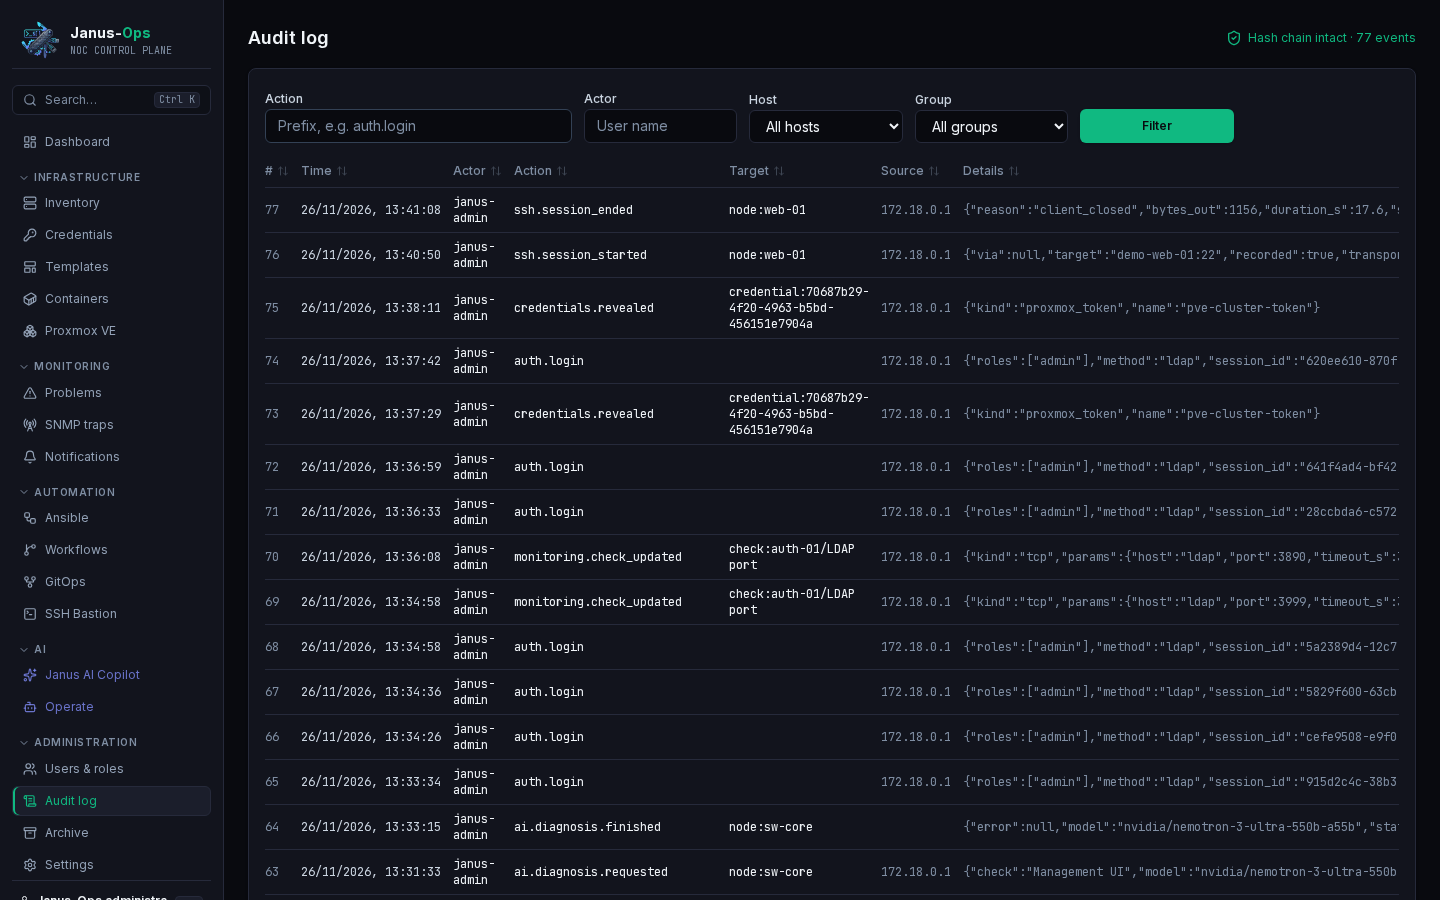 Janus-Ops
NOC CONTROL PLANE
Search… Ctrl K
Dashboard
INFRASTRUCTURE
Inventory
Credentials
Templates
Containers
Proxmox VE
MONITORING
Problems
SNMP traps
Notifications
AUTOMATION
Ansible
Workflows
GitOps
SSH Bastion
AI
Janus AI Copilot
Operate
ADMINISTRATION
Users & roles
Audit log
Archive
Settings
Audit log
Hash chain intact · 77 events
Action Actor Host Group
Prefix, e.g. auth.login User name All hosts All groups Filter
# Time Actor Action Target Source Details
77 26/11/2026, 13:41:08 janus-admin ssh.session_ended node:web-01 172.18.0.1 {"reason":"client_closed","bytes_out":1156,"duration_s":17.6,"
76 26/11/2026, 13:40:50 janus-admin ssh.session_started node:web-01 172.18.0.1 {"via":null,"target":"demo-web-01:22","recorded":true,"transpor
75 26/11/2026, 13:38:11 janus-admin credentials.revealed credential:70687b29-4f20-4963-b5bd-456151e7904a 172.18.0.1 {"kind":"proxmox_token","name":"pve-cluster-token"}
74 26/11/2026, 13:37:42 janus-admin auth.login 172.18.0.1 {"roles":["admin"],"method":"ldap","session_id":"620ee610-870f
73 26/11/2026, 13:37:29 janus-admin credentials.revealed credential:70687b29-4f20-4963-b5bd-456151e7904a 172.18.0.1 {"kind":"proxmox_token","name":"pve-cluster-token"}
72 26/11/2026, 13:36:59 janus-admin auth.login 172.18.0.1 {"roles":["admin"],"method":"ldap","session_id":"641f4ad4-bf42
71 26/11/2026, 13:36:33 janus-admin auth.login 172.18.0.1 {"roles":["admin"],"method":"ldap","session_id":"28ccbda6-c572
70 26/11/2026, 13:36:08 janus-admin monitoring.check_updated check:auth-01/LDAP port 172.18.0.1 {"kind":"tcp","params":{"host":"ldap","port":3890,"timeout_s":
69 26/11/2026, 13:34:58 janus-admin monitoring.check_updated check:auth-01/LDAP port 172.18.0.1 {"kind":"tcp","params":{"host":"ldap","port":3999,"timeout_s":
68 26/11/2026, 13:34:58 janus-admin auth.login 172.18.0.1 {"roles":["admin"],"method":"ldap","session_id":"5a2389d4-12c7
67 26/11/2026, 13:34:36 janus-admin auth.login 172.18.0.1 {"roles":["admin"],"method":"ldap","session_id":"5829f600-63cb
66 26/11/2026, 13:34:26 janus-admin auth.login 172.18.0.1 {"roles":["admin"],"method":"ldap","session_id":"cefe9508-e9f0
65 26/11/2026, 13:33:34 janus-admin auth.login 172.18.0.1 {"roles":["admin"],"method":"ldap","session_id":"915d2c4c-38b3
64 26/11/2026, 13:33:15 janus-admin ai.diagnosis.finished node:sw-core {"error":null,"model":"nvidia/nemotron-3-ultra-550b-a55b","sta
63 26/11/2026, 13:31:33 janus-admin ai.diagnosis.requested node:sw-core 172.18.0.1 {"check":"Management UI","model":"nvidia/nemotron-3-ultra-550b